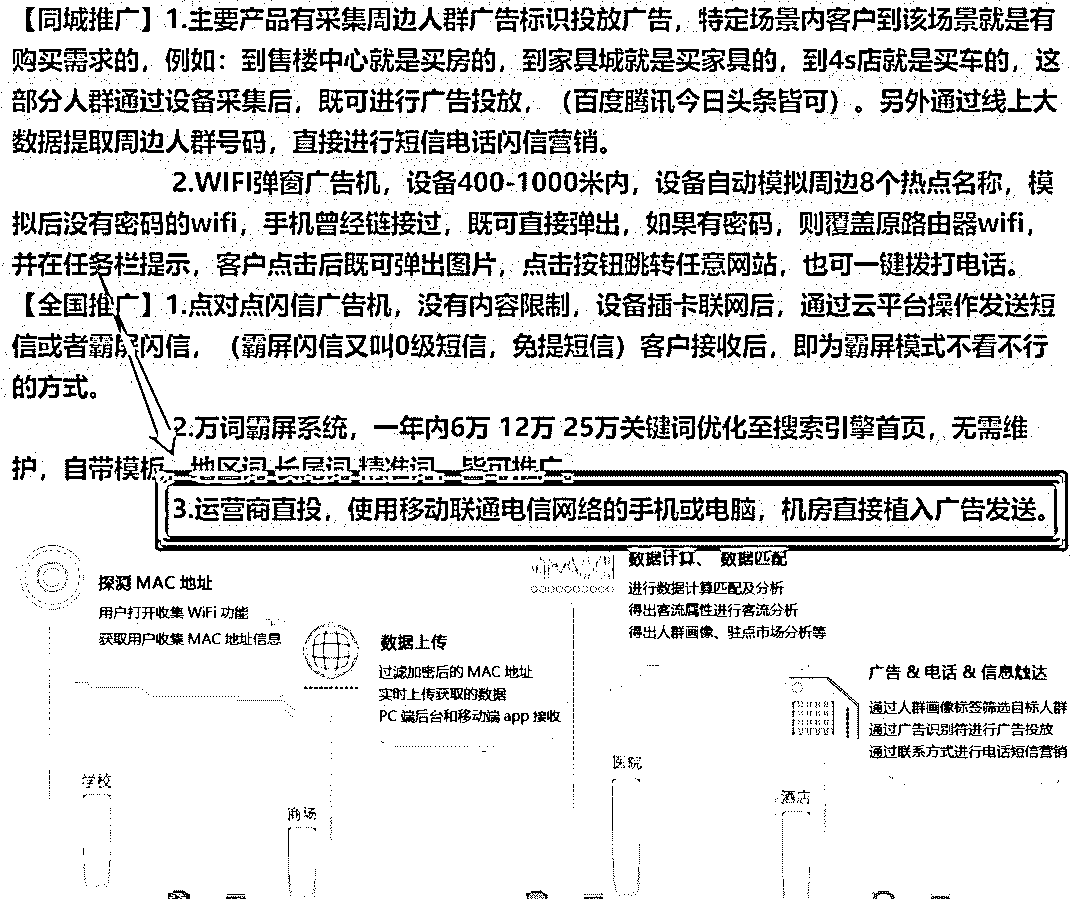 【同城推广】1.主要产品有采集周边人群广告标识投放广告，特定场景内客户到该场景就是有
购买需求的，例如：到售楼中心就是买房的，到家具城就是买家具的，到4s店就是买车的，这
部分人群通过设备采集后，既可进行广告投放，（百度腾讯今日头条皆可）。另外通过线上大
数据提取周边人群号码，直接进行短信电话闪信营销。
2.WIFI弹窗广告机，设备400-1000米内，设备自动模拟周边8个热点名称，模
拟后没有密码的wifi，手机曾经链接过，既可直接弹出，如果有密码，则覆盖原路由器wifi，
并在任务栏提示，客户点击后既可弹出图片，点击按钮跳转任意网站，也可一键拨打电话。
【全国推广】1.点对点闪信广告机，没有内容限制，设备插卡联网后，通过云平台操作发送短
信或者霸屏闪信，（霸屏闪信又叫0级短信，免提短信）客户接收后，即为霸屏模式不看不行
的方式。
2.万词霸屏系统，一年内6万 12万 25万关键词优化至搜索引擎首页，无需维
护，自带模板，地区词 长尾词 精准词，皆可推广。
3.运营商直投，使用移动联通电信网络的手机或电脑，机房直接植入广告发送。
探测 MAC 地址
用户打开收集 WiFi 功能
获取用户收集 MAC 地址信息
数据上传
过滤加密后的 MAC 地址
实时上传获取的数据
PC 端后台和移动端 app 接收
数据计算、 数据匹配
进行数据计算匹配及分析
得出客流属性进行客流分析
得出人群画像、驻点市场分析等
广告 & 电话 & 信息触达
通过人群画像标签筛选目标人群
通过广告识别符进行广告投放
通过联系方式进行电话短信营销
学校
商场
医院
酒店